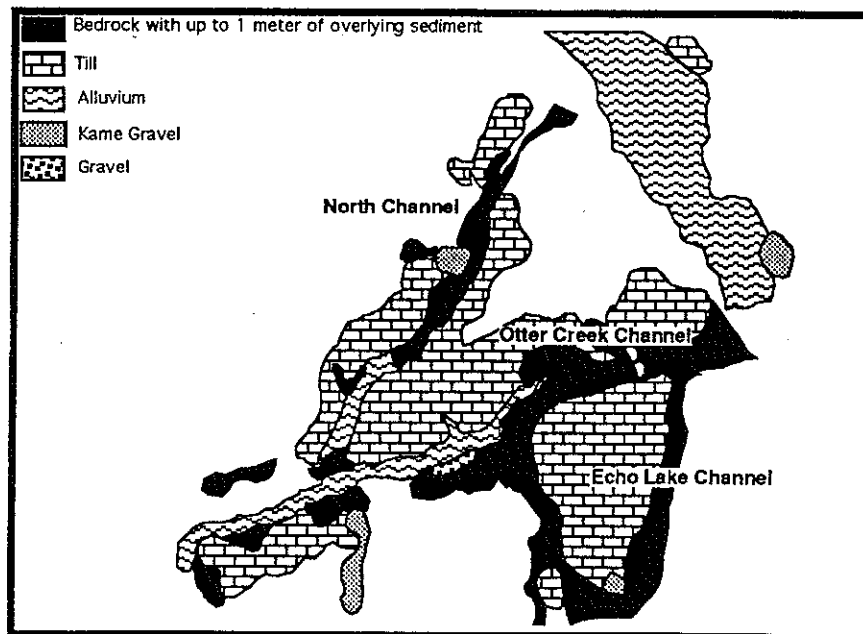 Bedrock with up to 1 meter of overlying sediment
Till
Alluvium
Kame Gravel
Gravel
North Channel
Otter Creek Channel
Echo Lake Channel